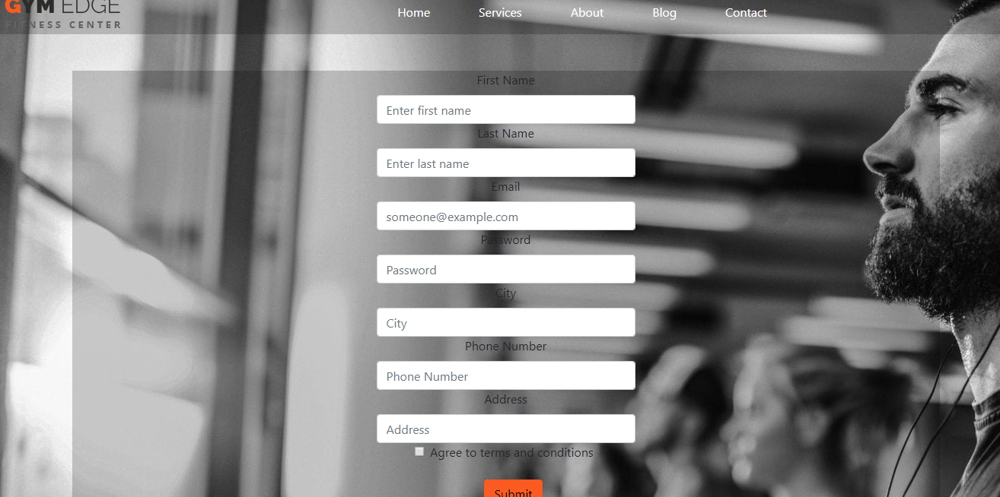 GYM EDGE
FITNESS CENTER
Home Services About Blog Contact
First Name
Enter first name
Last Name
Enter last name
Email
someone@example.com
Password
Password
City
City
Phone Number
Phone Number
Address
Address
Agree to terms and conditions
Submit